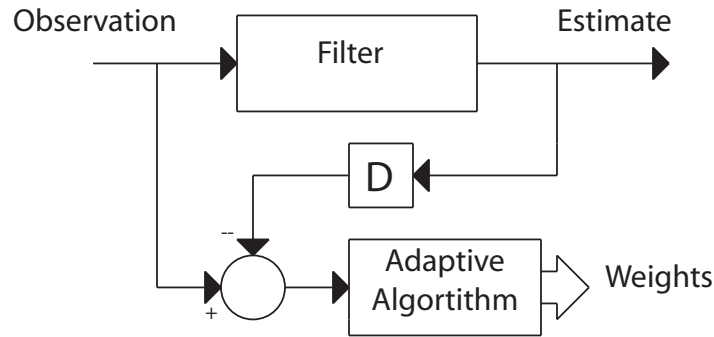 Observation
Estimate
Filter
D
--
+
Adaptive
Algortithm
Weights